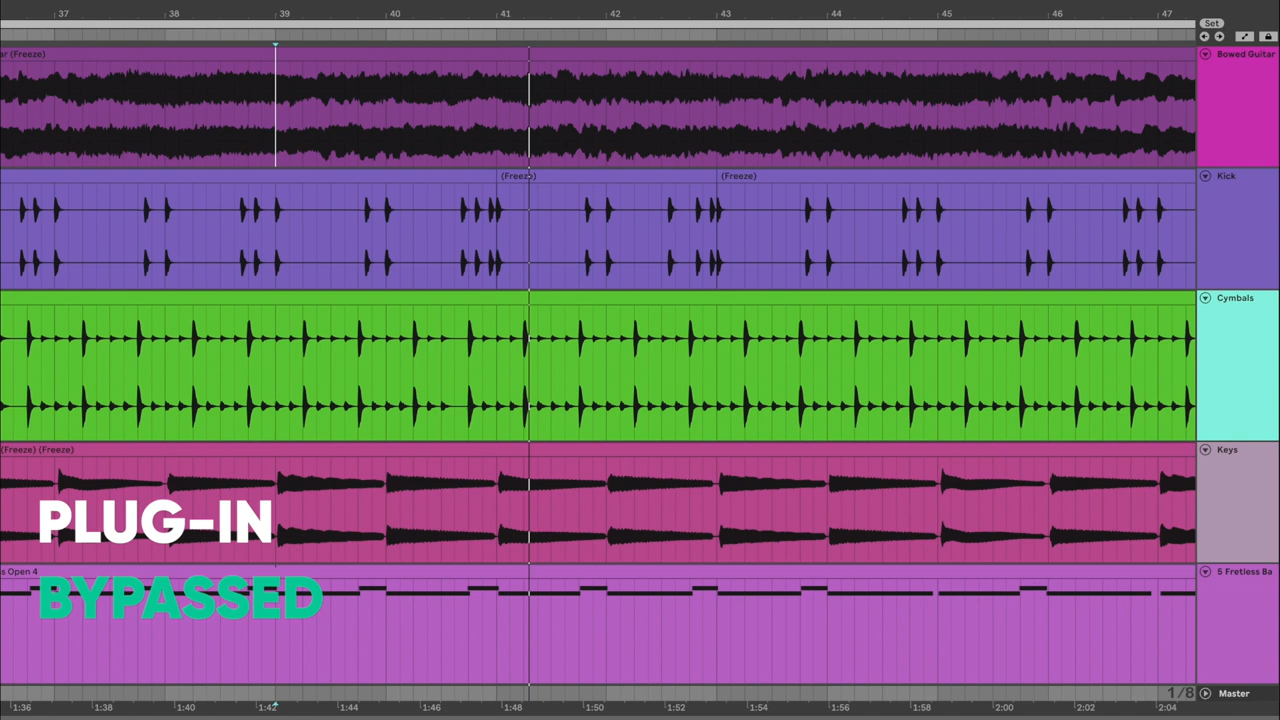 37 38 39 40 41 42 43 44 45 46 47
Set
ar (Freeze)
Bowed Guitar
(Freeze) (Freeze)
Kick
Cymbals
(Freeze) (Freeze)
Keys
PLUG-IN
s Open 4
5 Fretless Ba
BYPASSED
1/8
Master
1:36 1:38 1:40 1:42 1:44 1:46 1:48 1:50 1:52 1:54 1:56 1:58 2:00 2:02 2:04